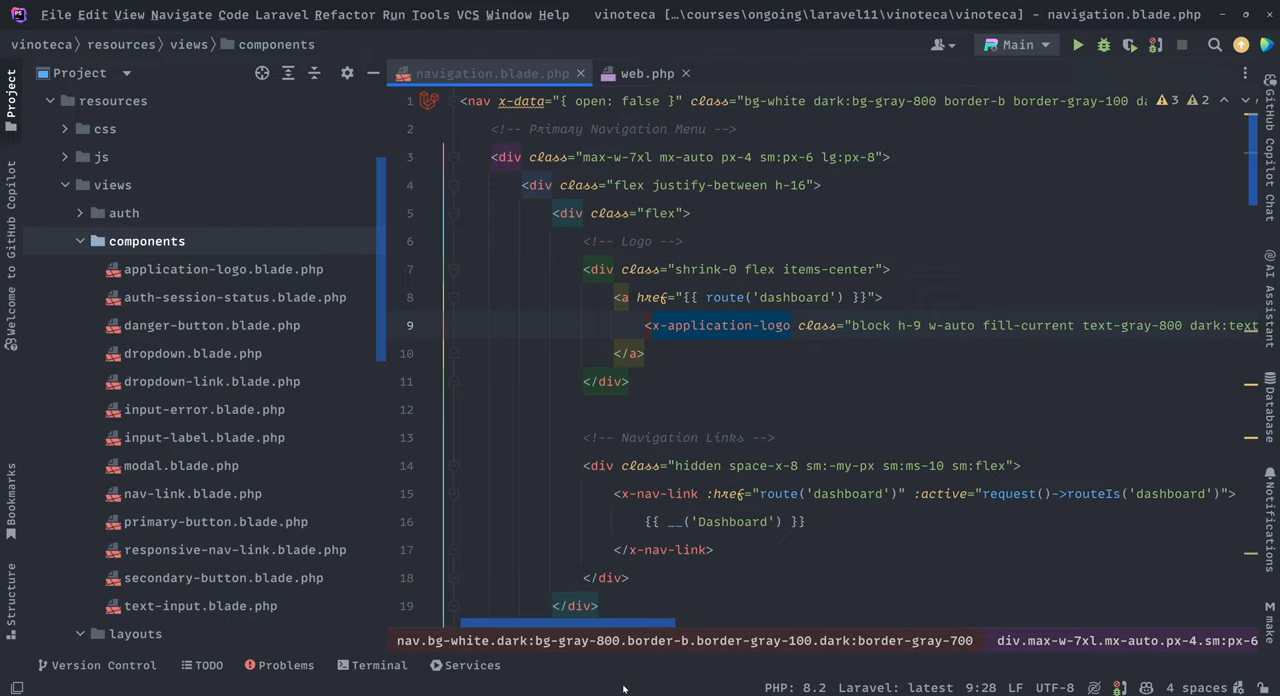 File Edit View Navigate Code Laravel Refactor Run Tools VCS Window Help vinoteca […\courses\ongoing\laravel11\vinoteca\vinoteca] – navigation.blade.php
vinoteca resources views components
Main
Project
navigation.blade.php
web.php
resources
css
js
views
auth
components
application-logo.blade.php
auth-session-status.blade.php
danger-button.blade.php
dropdown.blade.php
dropdown-link.blade.php
input-error.blade.php
input-label.blade.php
modal.blade.php
nav-link.blade.php
primary-button.blade.php
responsive-nav-link.blade.php
secondary-button.blade.php
text-input.blade.php
layouts
1 <nav x-data="{ open: false }" class="bg-white dark:bg-gray-800 border-b border-gray-100 da 3 2
2 <!-- Primary Navigation Menu -->
3 <div class="max-w-7xl mx-auto px-4 sm:px-6 lg:px-8">
4 <div class="flex justify-between h-16">
5 <div class="flex">
6 <!-- Logo -->
7 <div class="shrink-0 flex items-center">
8 <a href="{{ route('dashboard') }}">
9 <x-application-logo class="block h-9 w-auto fill-current text-gray-800 dark:text
10 </a>
11 </div>
12
13 <!-- Navigation Links -->
14 <div class="hidden space-x-8 sm:-my-px sm:ms-10 sm:flex">
15 <x-nav-link :href="route('dashboard')" :active="request()->routeIs('dashboard')">
16 {{ __('Dashboard') }}
17 </x-nav-link>
18 </div>
19 </div>
nav.bg-white.dark:bg-gray-800.border-b.border-gray-100.dark:border-gray-700 div.max-w-7xl.mx-auto.px-4.sm:px-6
Version Control TODO Problems Terminal Services
PHP: 8.2 Laravel: latest 9:28 LF UTF-8 4 spaces
Project
Welcome to GitHub Copilot
Bookmarks
Structure
GitHub Copilot Chat
AI Assistant
Database
Notifications
M make
PS